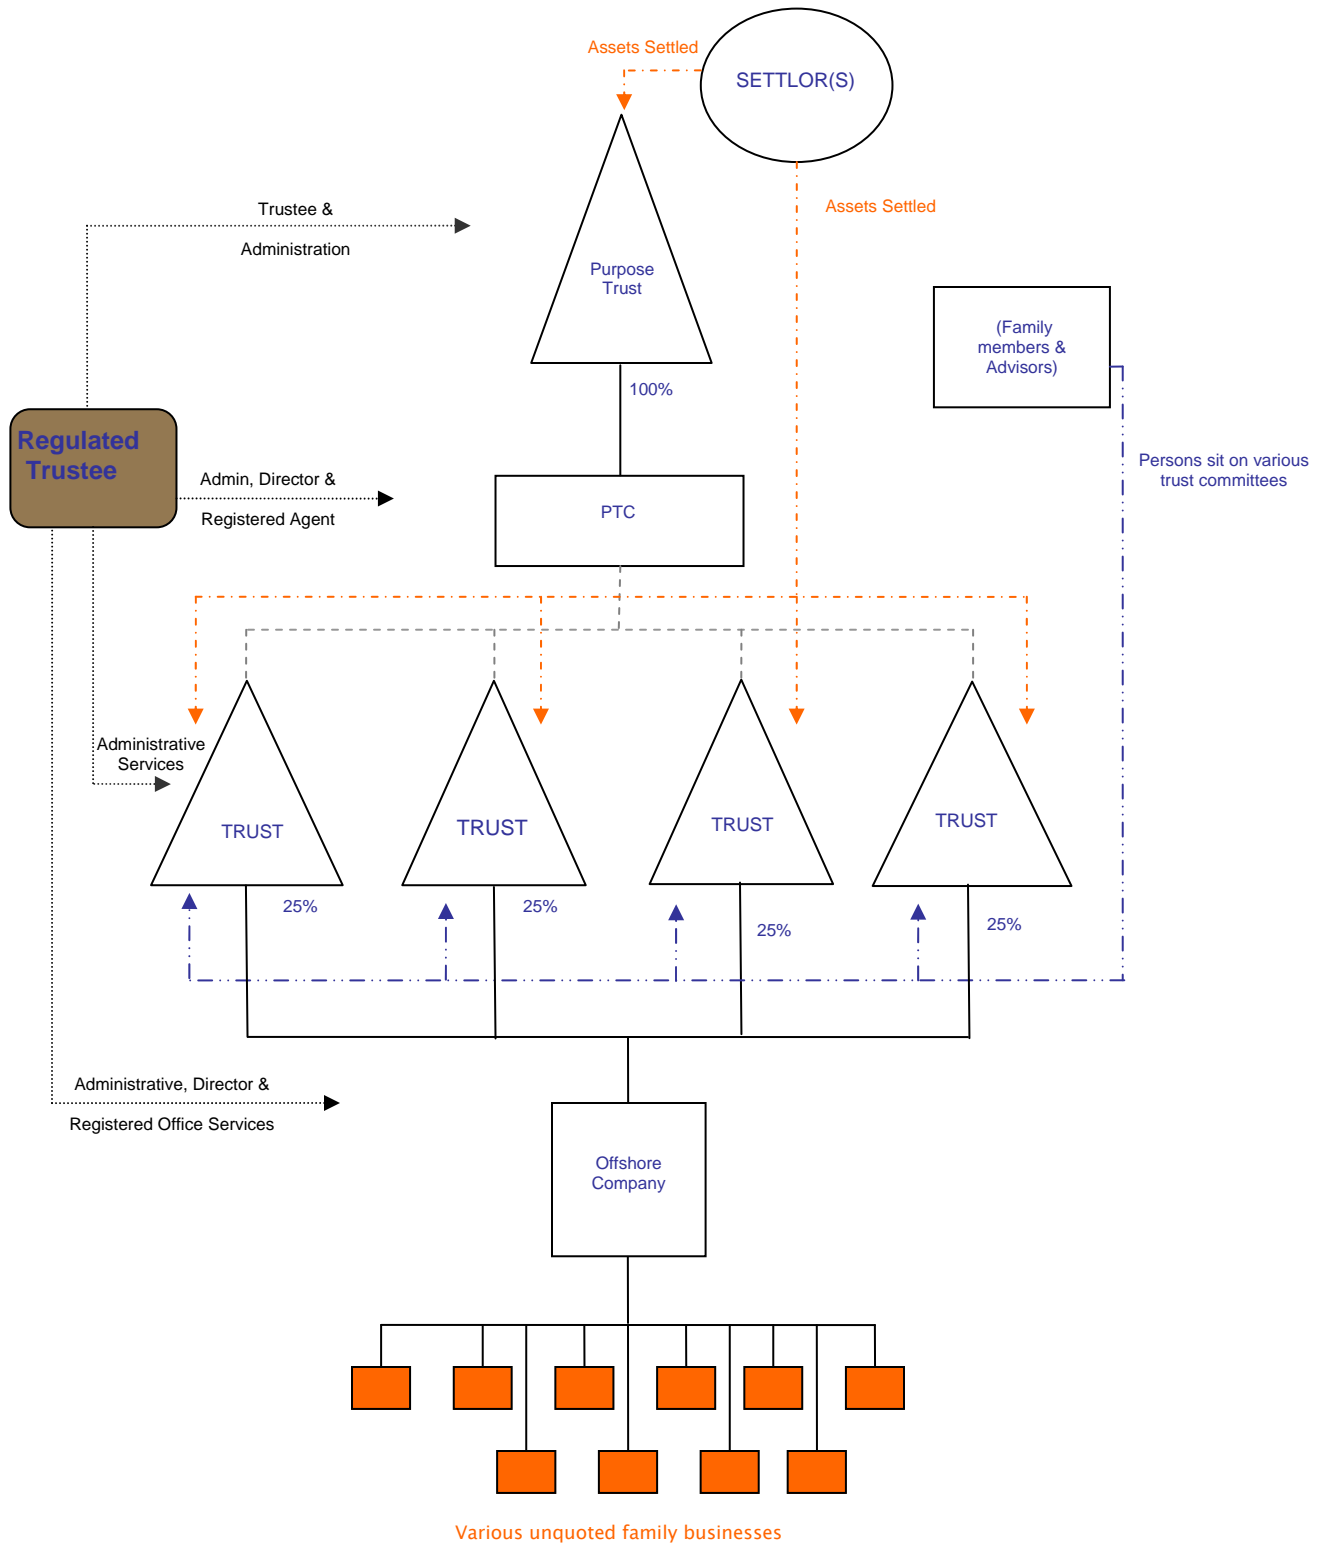 Assets Settled
SETTLOR(S)
Trustee &
Administration
Assets Settled
Purpose
Trust
(Family
members &
Advisors)
100%
Regulated
Trustee
Persons sit on various
trust committees
Admin, Director &
Registered Agent
PTC
Administrative
Services
TRUST
TRUST
TRUST
TRUST
25%
25%
25%
25%
Administrative, Director &
Registered Office Services
Offshore
Company
Various unquoted family businesses